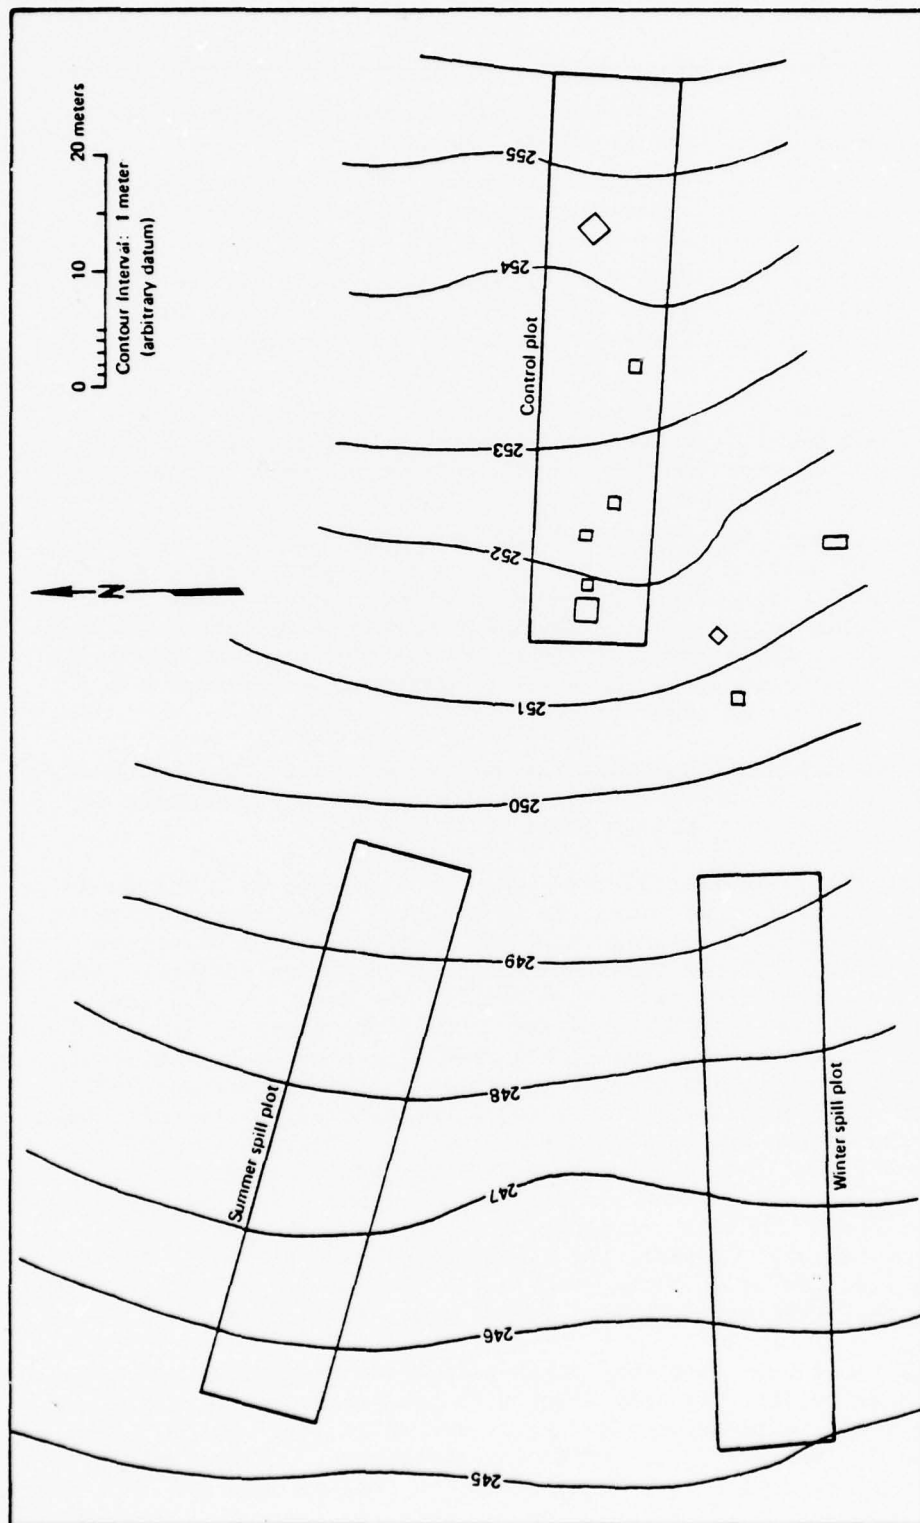 0 10 20 meters
Contour Interval: 1 meter
(arbitrary datum)
N
255
254
Control plot
253
252
251
250
249
248
Summer spill plot
247
Winter spill plot
246
245